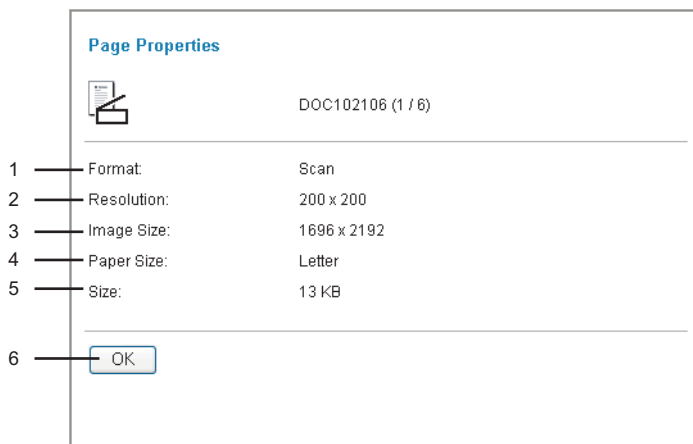 Page Properties
DOC102106 (1 / 6)
1 Format: Scan
2 Resolution: 200 x 200
3 Image Size: 1696 x 2192
4 Paper Size: Letter
5 Size: 13 KB
6 OK